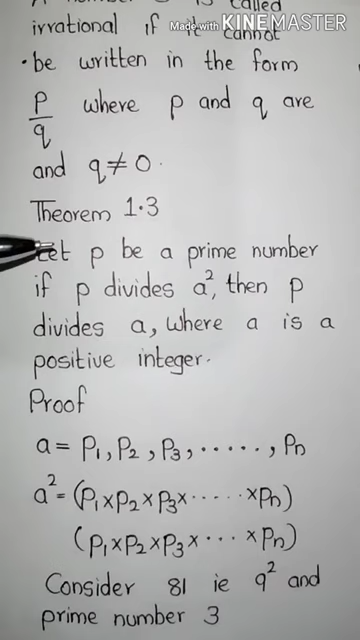 called
Made with KINEMASTER
irrational if cannot
• be written in the form
p/q where p and q are
and q ≠ 0.
Theorem 1.3
Let p be a prime number
if p divides a², then p
divides a, where a is a
positive integer.
Proof
a = P₁, P₂, P₃, ......, Pn
a² = (P₁ × P₂ × P₃ × ..... × Pn)
(P₁ × P₂ × P₃ × ... × Pn)
Consider 81 ie 9² and
prime number 3